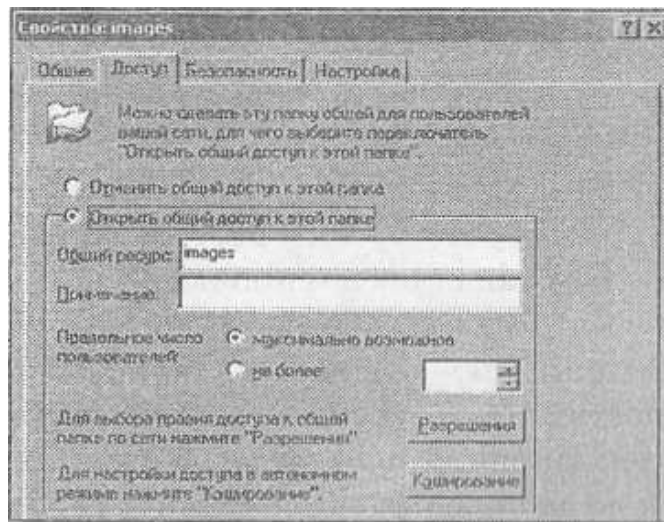 Свойства: images
Общие Доступ Безопасность Настройка
Можно сделать эту папку общей для пользователей
вашей сети, для чего выберите переключатель
"Открыть общий доступ к этой папке".
Отменить общий доступ к этой папке
Открыть общий доступ к этой папке
Общий ресурс: images
Примечание:
Предельное число
пользователей:
максимально возможное
не более:
Для выбора правил доступа к общей
папке по сети нажмите "Разрешения"
Разрешения
Для настройки доступа в автономном
режиме нажмите "Кэширование".
Кэширование